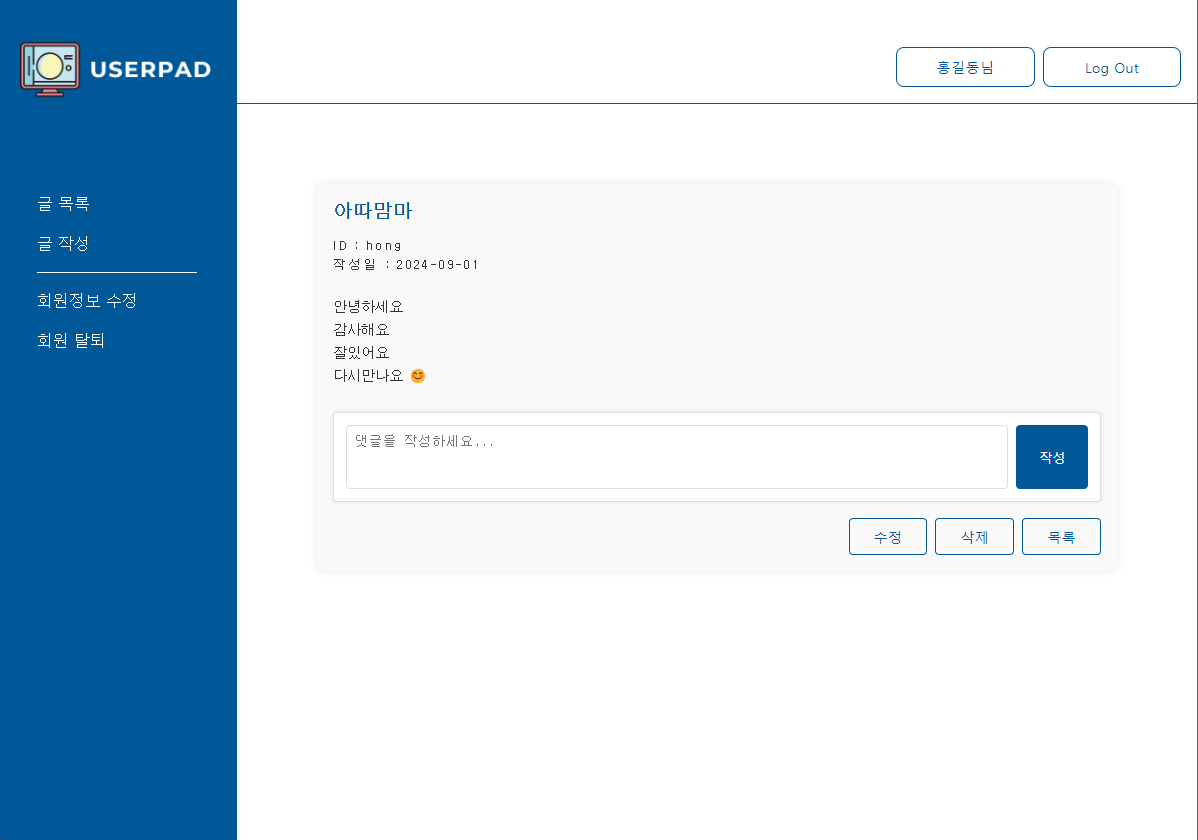 USERPAD
홍길동님
Log Out
글 목록
글 작성
회원정보 수정
회원 탈퇴
아따맘마
ID : hong
작성일 : 2024-09-01
안녕하세요
감사해요
잘있어요
다시만나요 😊
댓글을 작성하세요...
작성
수정
삭제
목록